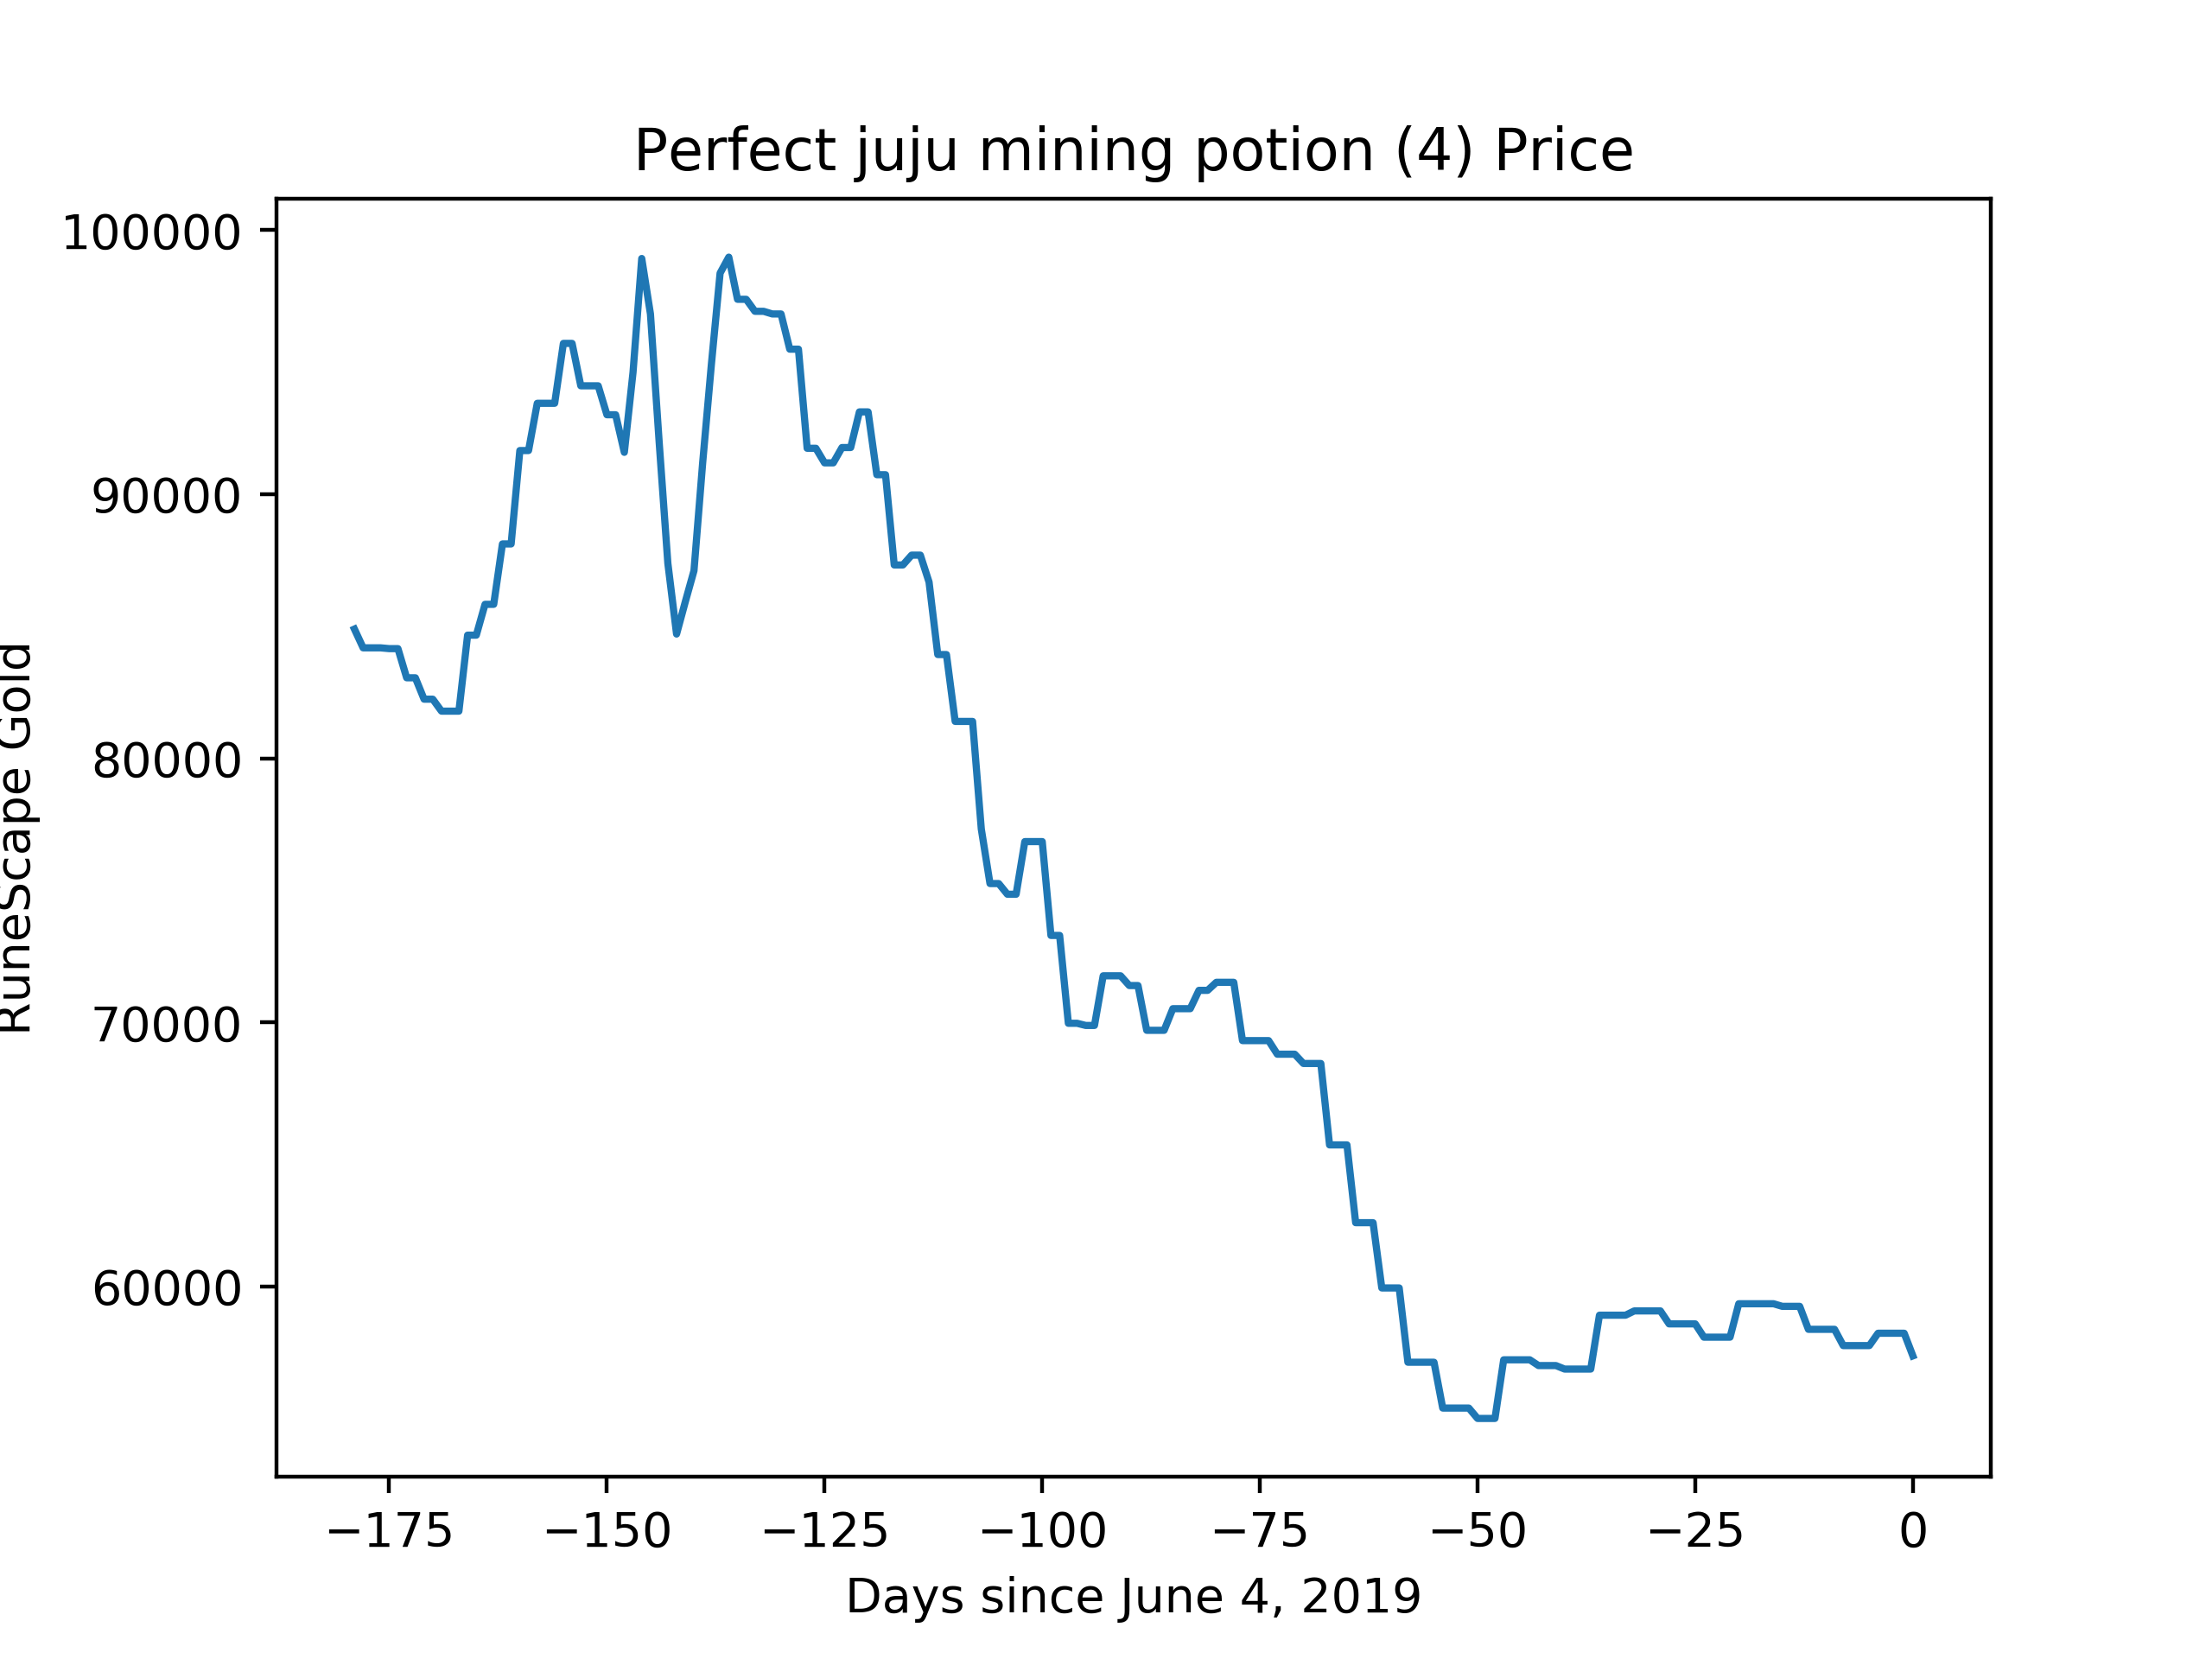 Perfect juju mining potion (4) Price
100000
90000
80000
70000
60000
RuneScape Gold
−175 −150 −125 −100 −75 −50 −25 0
Days since June 4, 2019